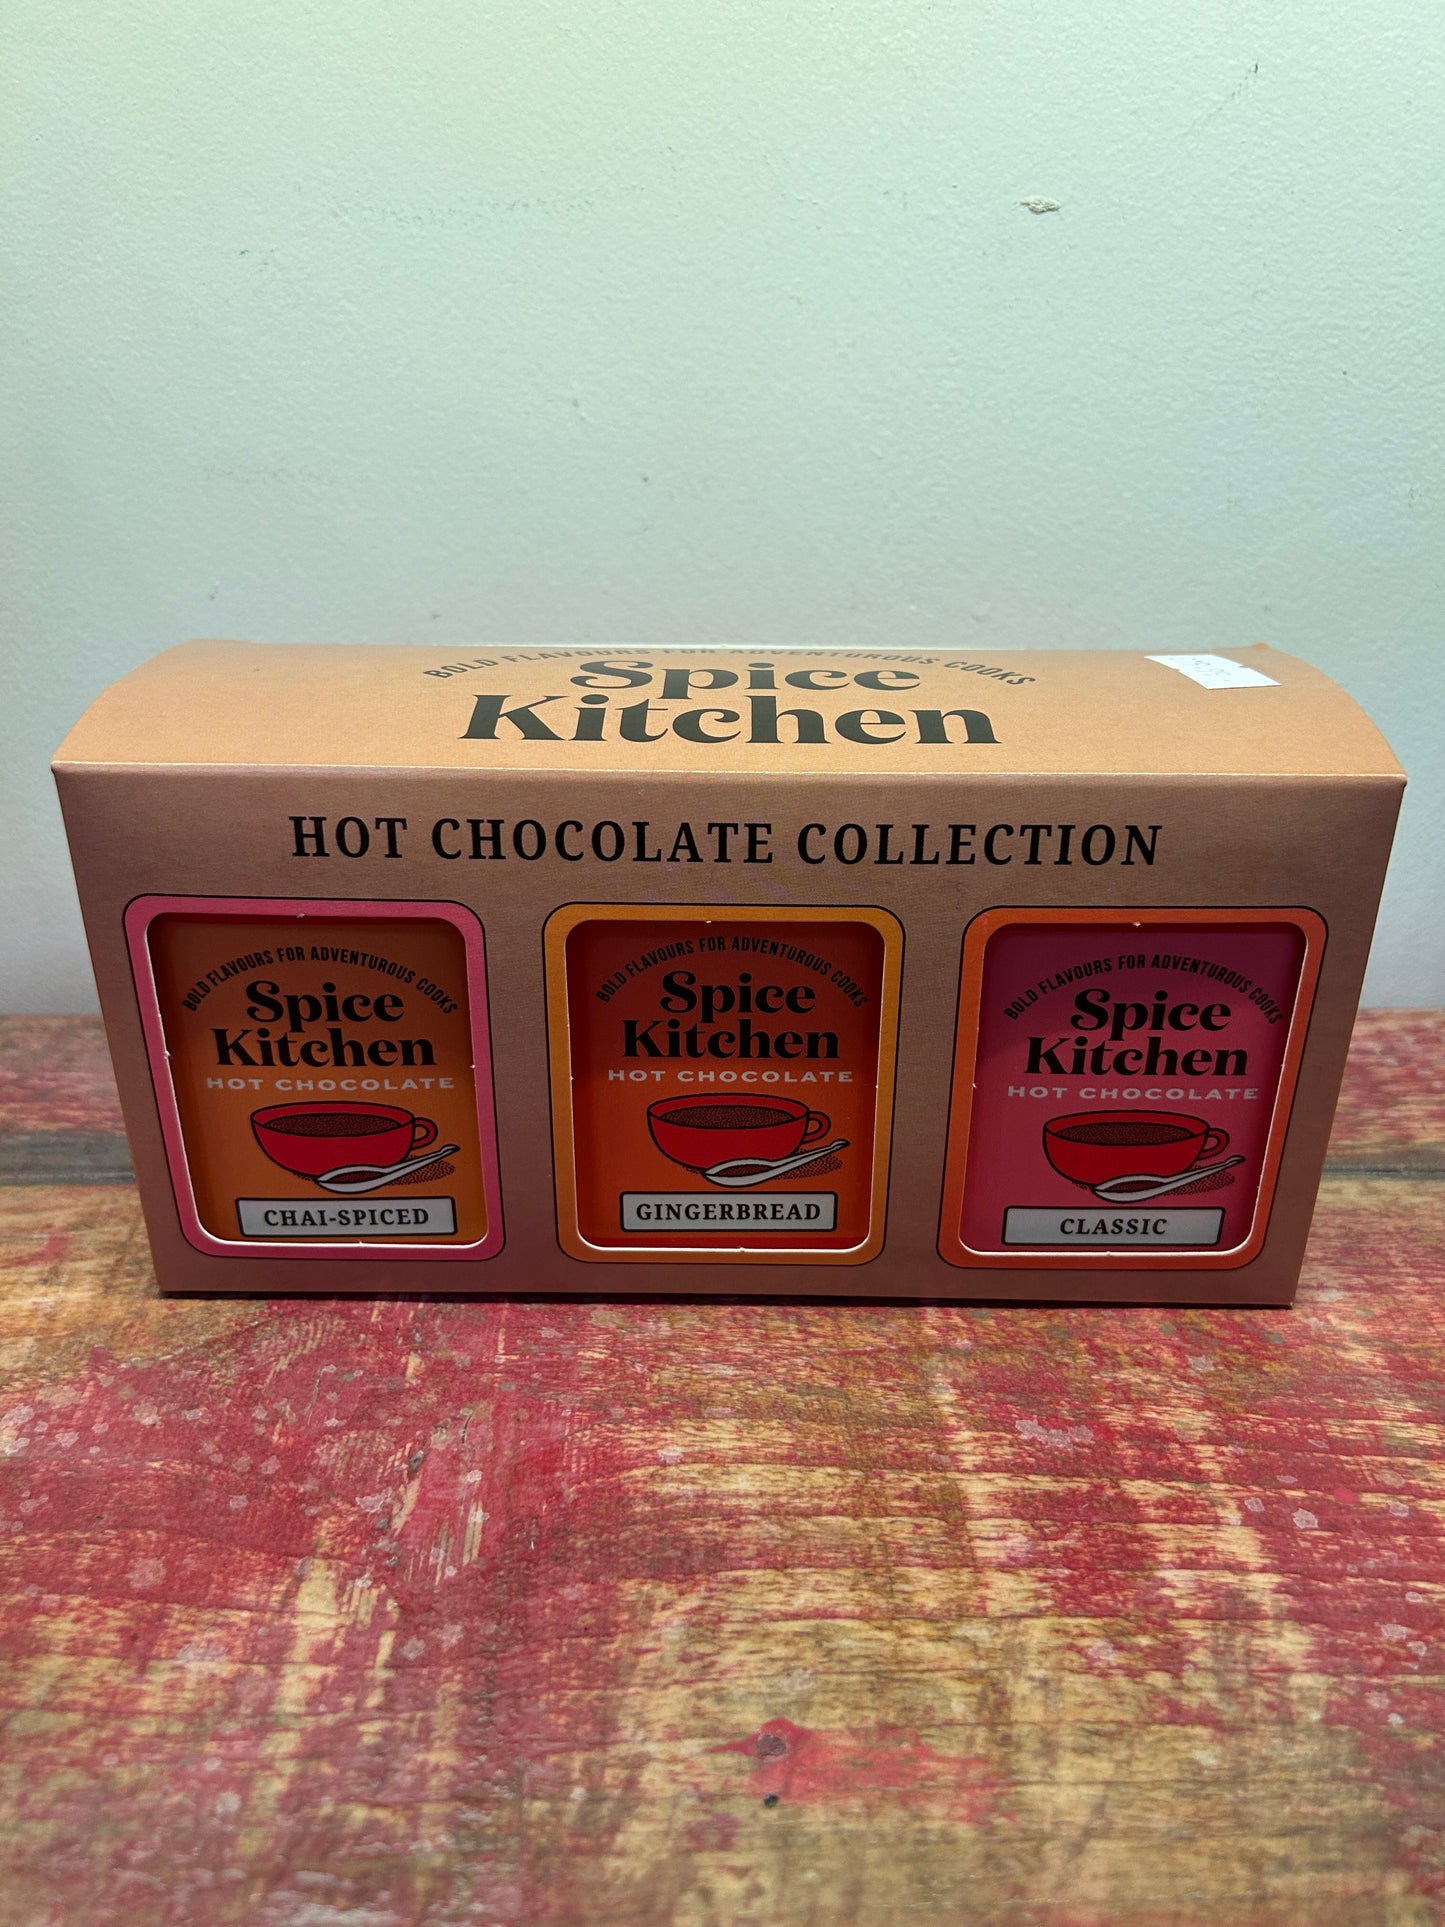 BOLD FLAVOURS FOR ADVENTUROUS COOKS
Spice
Kitchen
HOT CHOCOLATE COLLECTION
BOLD FLAVOURS FOR ADVENTUROUS COOKS
Spice
Kitchen
HOT CHOCOLATE
CHAI-SPICED
BOLD FLAVOURS FOR ADVENTUROUS COOKS
Spice
Kitchen
HOT CHOCOLATE
GINGERBREAD
BOLD FLAVOURS FOR ADVENTUROUS COOKS
Spice
Kitchen
HOT CHOCOLATE
CLASSIC